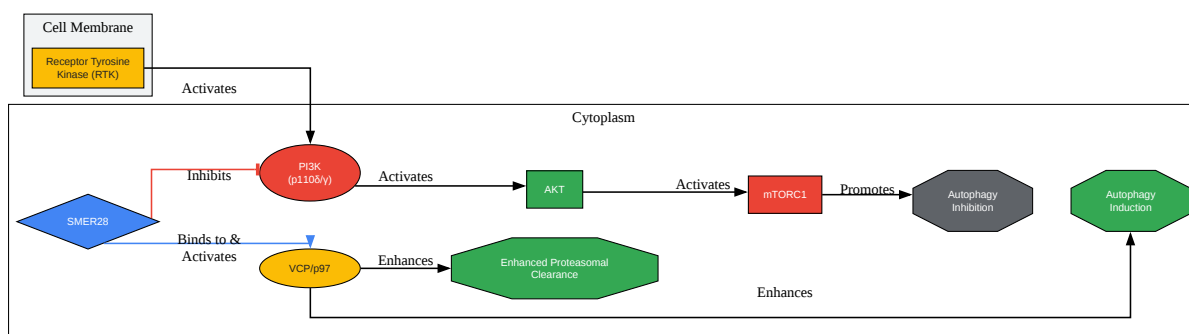 Cell Membrane
Receptor Tyrosine
Kinase (RTK)
Activates
Cytoplasm
PI3K
(p110δ/γ)
Inhibits
Activates
AKT
Activates
mTORC1
Promotes
Autophagy
Inhibition
Autophagy
Induction
SMER28
Binds to &
Activates
VCP/p97
Enhances
Enhanced Proteasomal
Clearance
Enhances